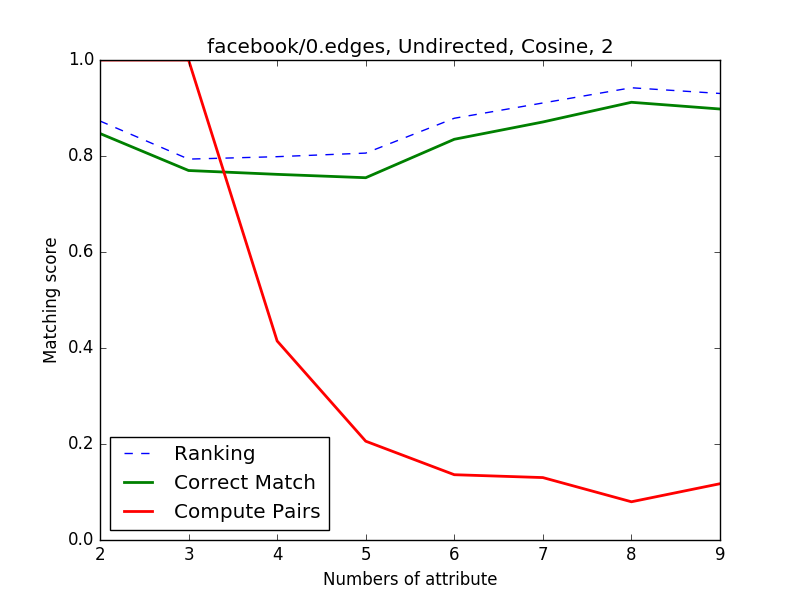 facebook/0.edges, Undirected, Cosine, 2
1.0
0.8
0.6
0.4
0.2
0.0
Matching score
Ranking
Correct Match
Compute Pairs
2 3 4 5 6 7 8 9
Numbers of attribute